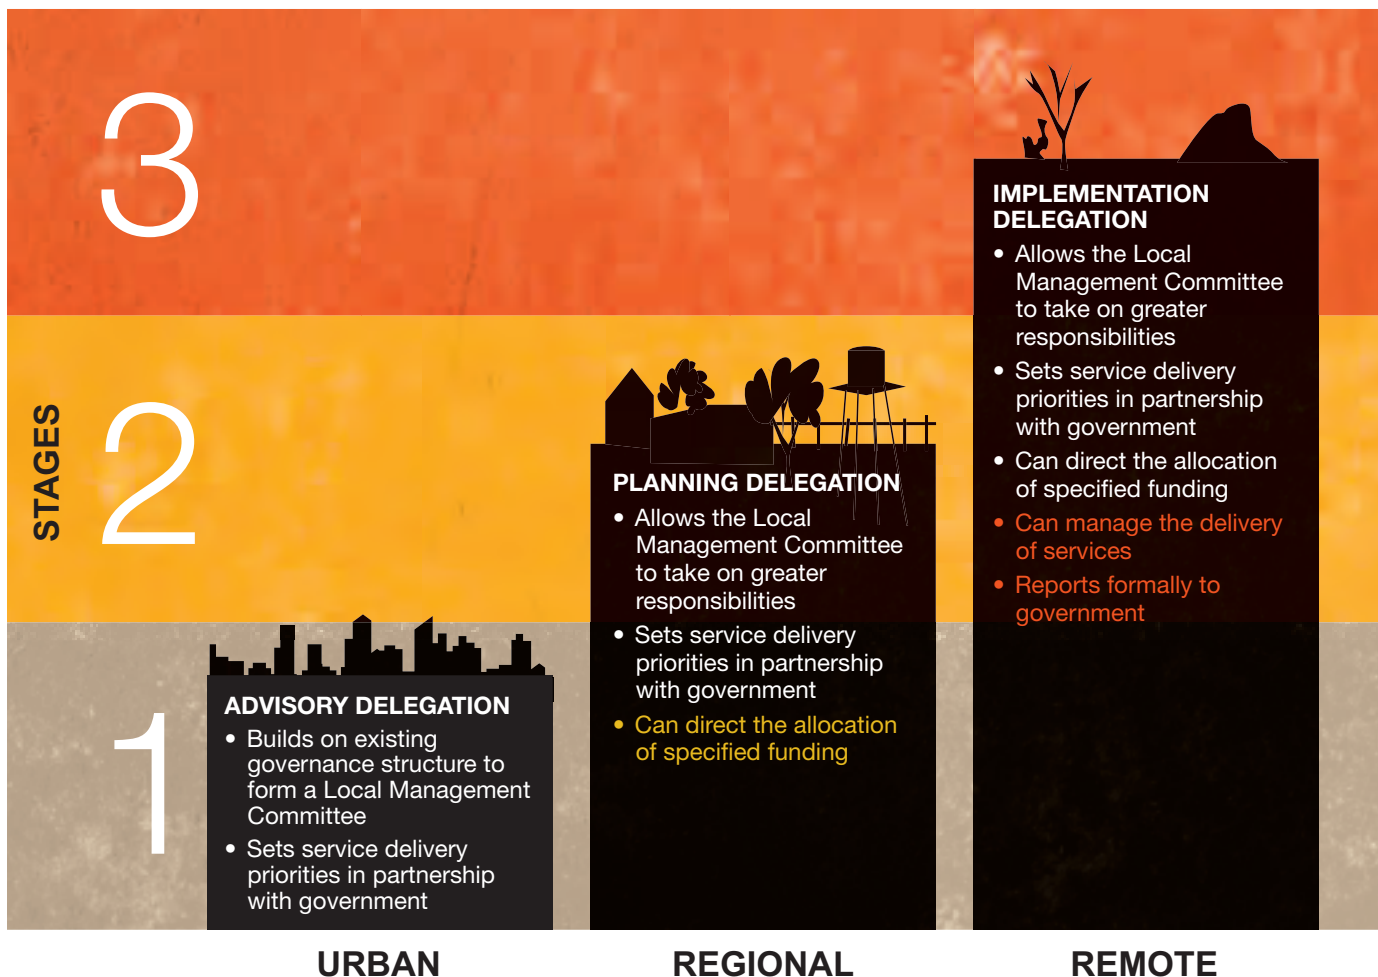 3
IMPLEMENTATION
DELEGATION
• Allows the Local
Management Committee
to take on greater
responsibilities
• Sets service delivery
priorities in partnership
with government
• Can direct the allocation
of specified funding
• Can manage the delivery
of services
• Reports formally to
government
STAGES
2
PLANNING DELEGATION
• Allows the Local
Management Committee
to take on greater
responsibilities
• Sets service delivery
priorities in partnership
with government
• Can direct the allocation
of specified funding
1
ADVISORY DELEGATION
• Builds on existing
governance structure to
form a Local Management
Committee
• Sets service delivery
priorities in partnership
with government
URBAN
REGIONAL
REMOTE